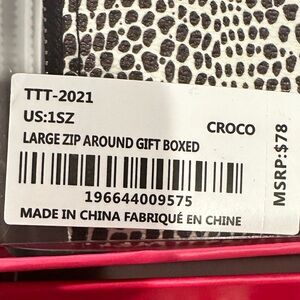 TTT-2021
US:1SZ
CROCO
LARGE ZIP AROUND GIFT BOXED
196644009575
MADE IN CHINA FABRIQUÉ EN CHINE
MSRP:$78